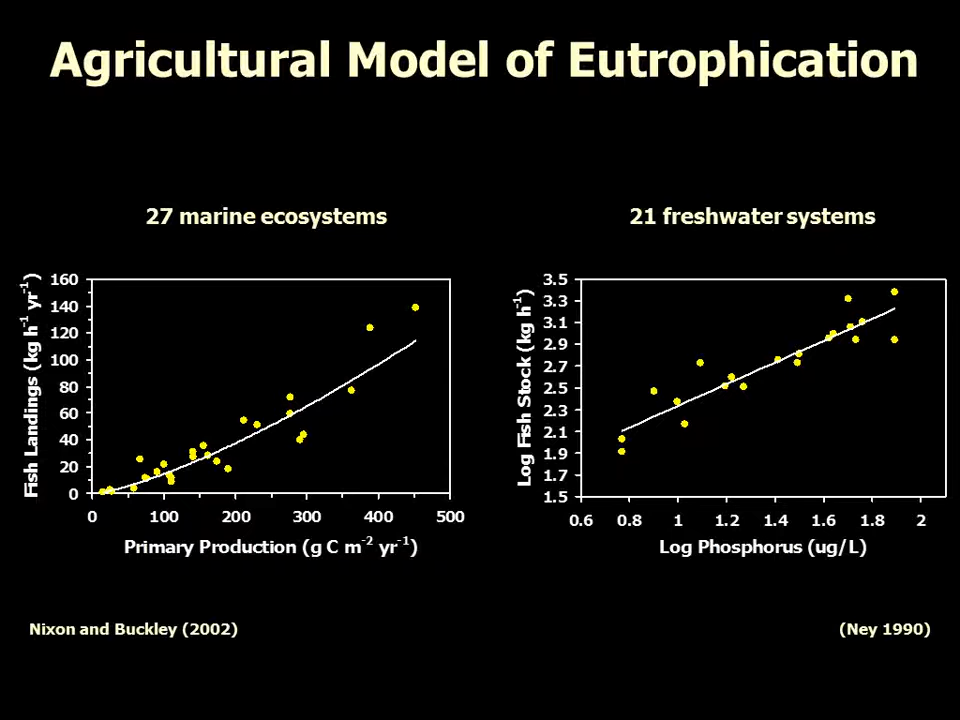 Agricultural Model of Eutrophication
27 marine ecosystems
Fish Landings (kg h-1 yr-1)
160
140
120
100
80
60
40
20
0
0 100 200 300 400 500
Primary Production (g C m-2 yr-1)
21 freshwater systems
Log Fish Stock (kg h-1)
3.5
3.3
3.1
2.9
2.7
2.5
2.3
2.1
1.9
1.7
1.5
0.6 0.8 1 1.2 1.4 1.6 1.8 2
Log Phosphorus (ug/L)
Nixon and Buckley (2002)
(Ney 1990)